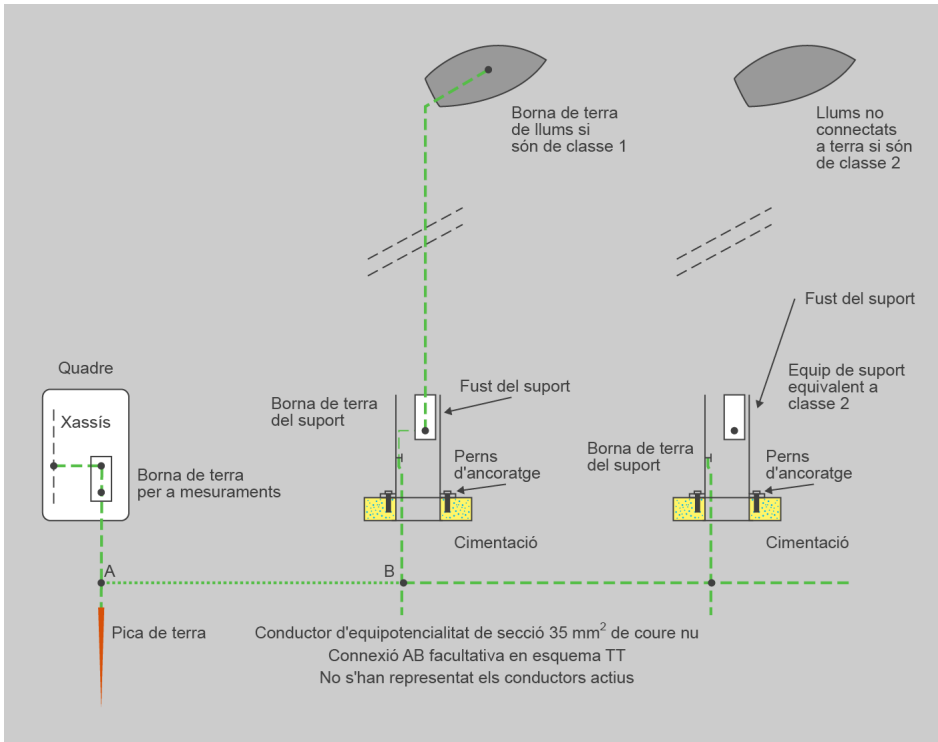 Borna de terra
de llums si
són de classe 1
Llums no
connectats
a terra si són
de classe 2
Fust del suport
Quadre
Xassís
Borna de terra
per a mesuraments
Borna de terra
del suport
Fust del suport
Perns
d'ancoratge
Cimentació
Equip de suport
equivalent a
classe 2
Borna de terra
del suport
Perns
d'ancoratge
Cimentació
A
B
Pica de terra
Conductor d'equipotencialitat de secció 35 mm² de coure nu
Connexió AB facultativa en esquema TT
No s'han representat els conductors actius